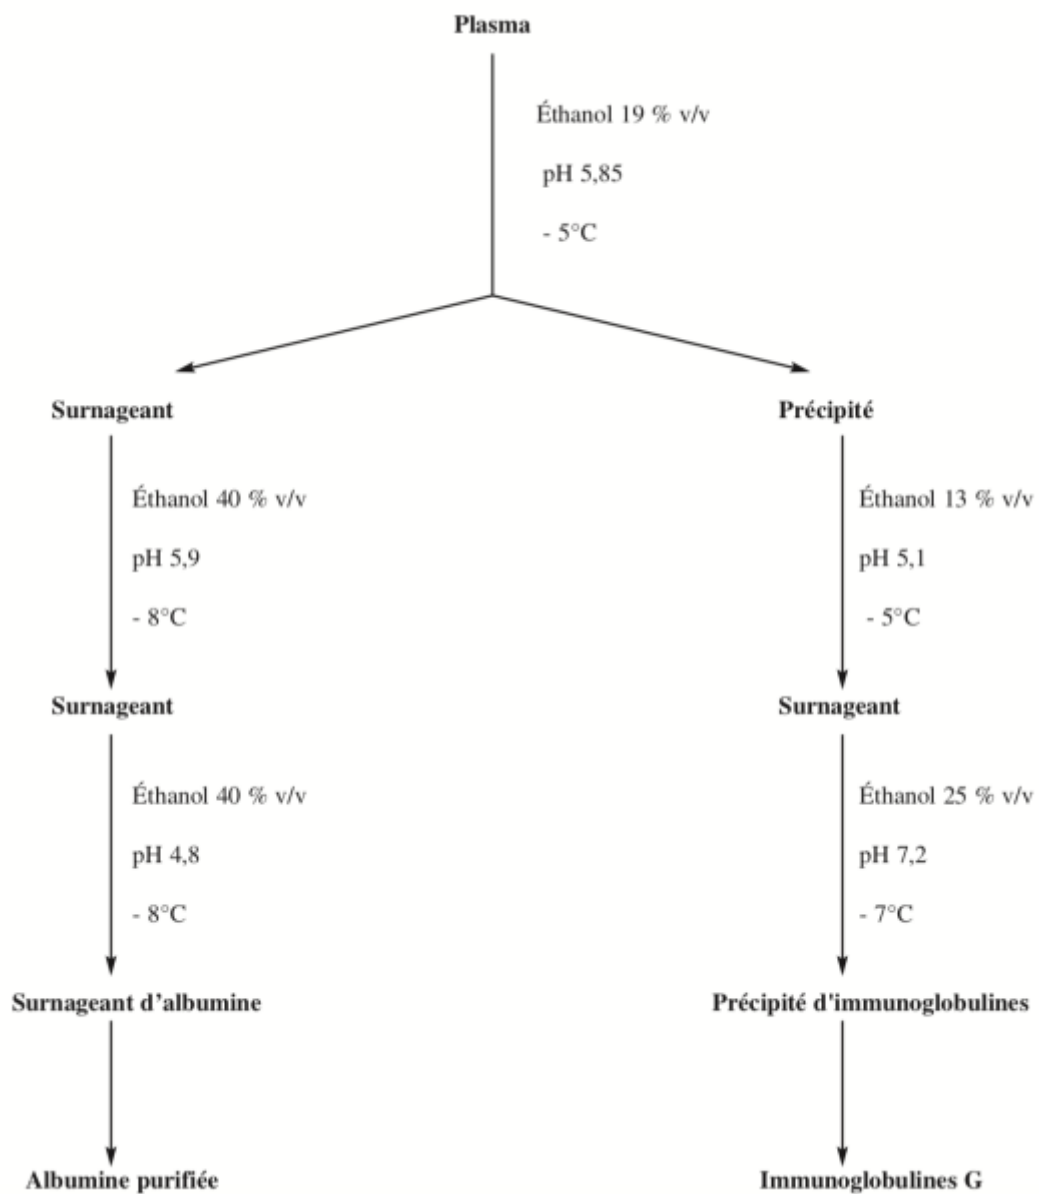 Plasma
Éthanol 19 % v/v
pH 5,85
- 5°C
Surnageant
Précipité
Éthanol 40 % v/v
Éthanol 13 % v/v
pH 5,9
pH 5,1
- 8°C
- 5°C
Surnageant
Surnageant
Éthanol 40 % v/v
Éthanol 25 % v/v
pH 4,8
pH 7,2
- 8°C
- 7°C
Surnageant d’albumine
Précipité d'immunoglobulines
Albumine purifiée
Immunoglobulines G